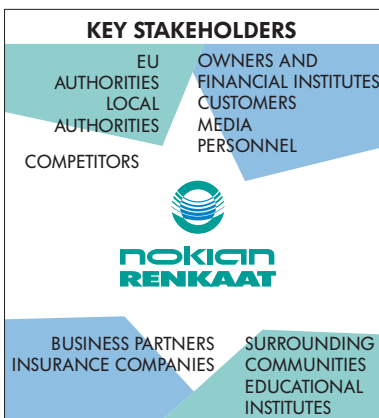 KEY STAKEHOLDERS
EU
AUTHORITIES
LOCAL
AUTHORITIES
OWNERS AND
FINANCIAL INSTITUTES
CUSTOMERS
MEDIA
PERSONNEL
COMPETITORS
nokian
RENKAAT
BUSINESS PARTNERS
INSURANCE COMPANIES
SURROUNDING
COMMUNITIES
EDUCATIONAL
INSTITUTES